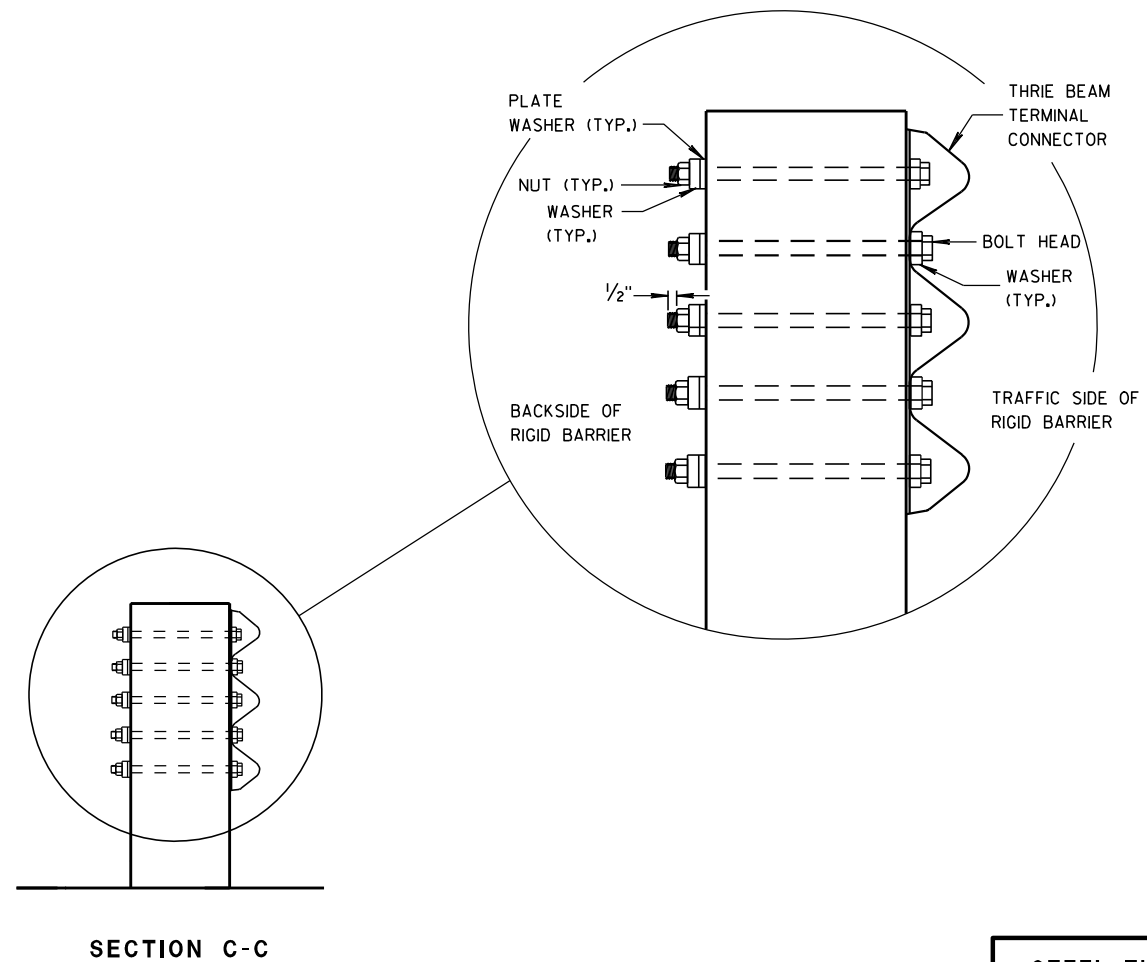 PLATE
WASHER (TYP.)
NUT (TYP.)
WASHER
(TYP.)
1/2"
BACKSIDE OF
RIGID BARRIER
THRIE BEAM
TERMINAL
CONNECTOR
BOLT HEAD
WASHER
(TYP.)
TRAFFIC SIDE OF
RIGID BARRIER
SECTION C-C